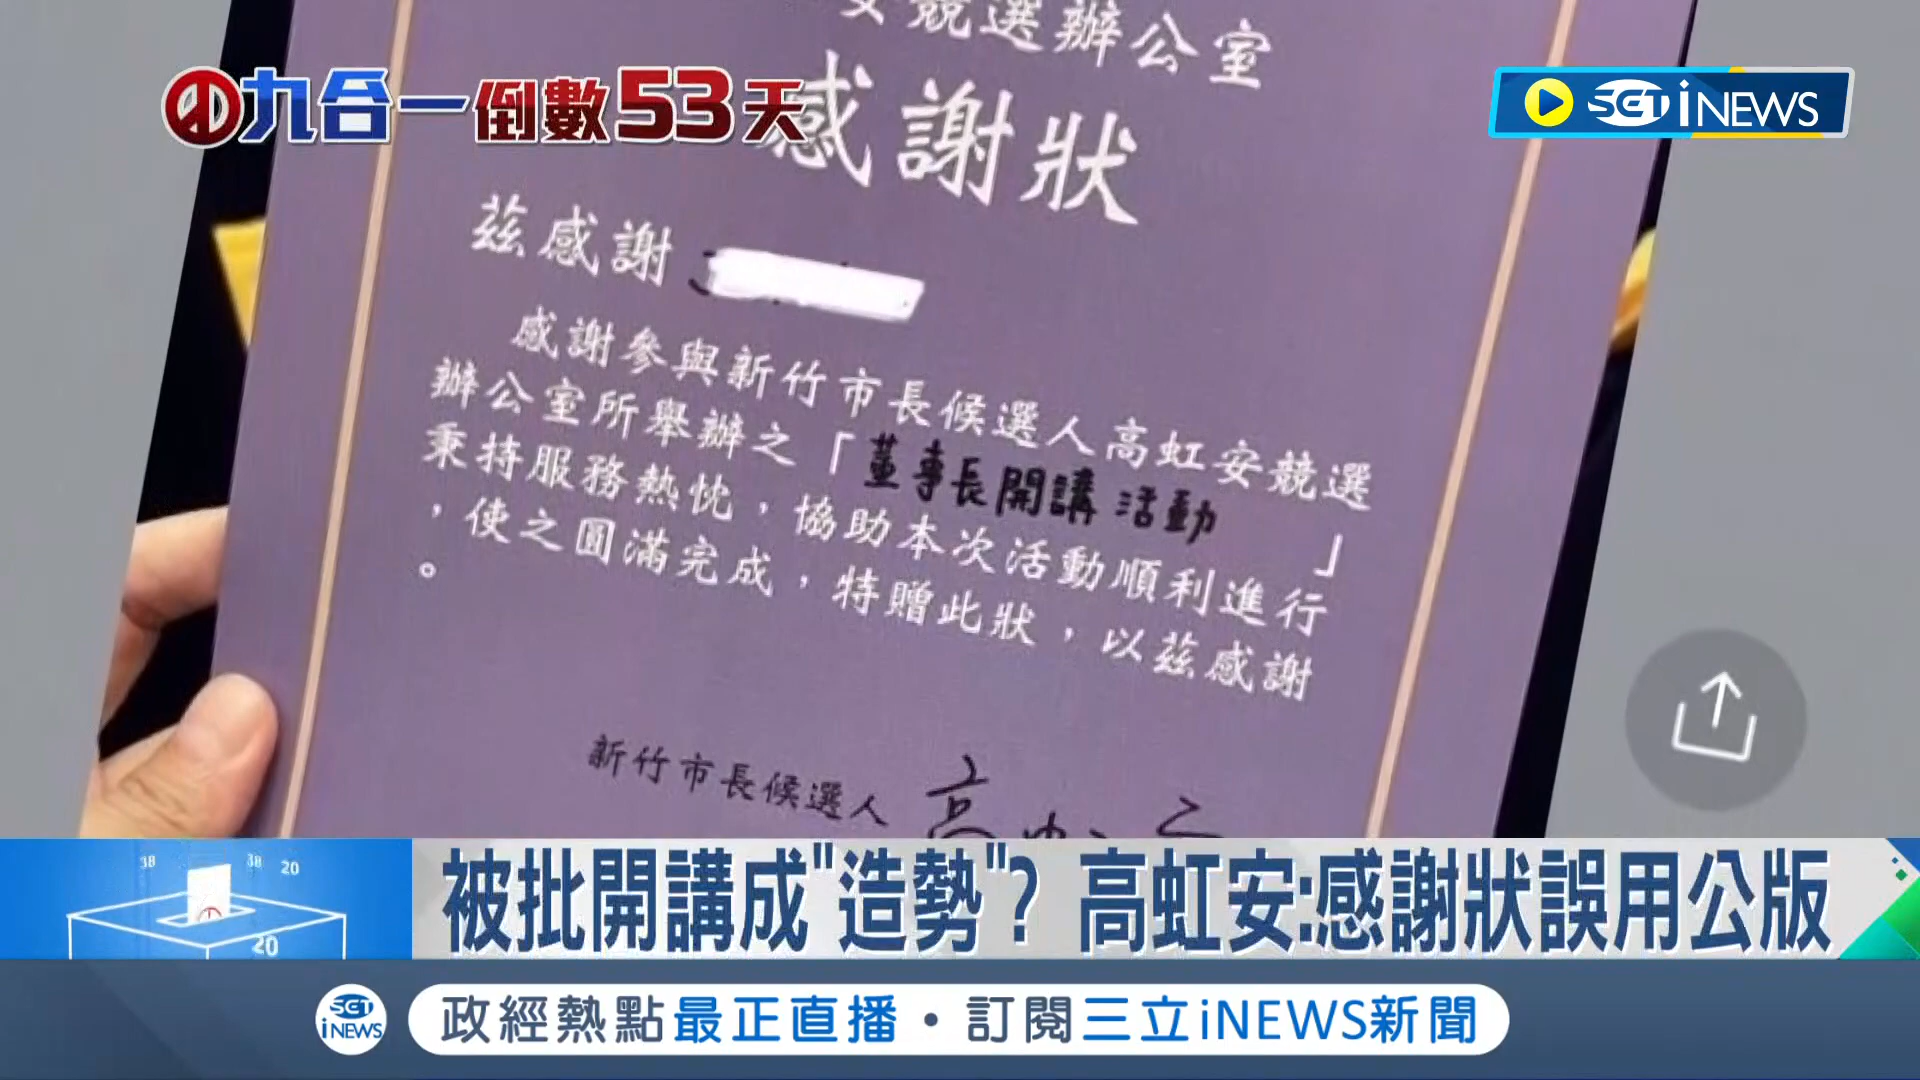 安競選辦公室
九合一倒數53天
SETiNEWS
感謝狀
茲感謝
感謝參與新竹市長候選人高虹安競選
辦公室所舉辦之「董事長開講 活動」
秉持服務熱忱，協助本次活動順利進行
，使之圓滿完成，特贈此狀，以茲感謝
。
新竹市長候選人
38 38 20
20
被批開講成"造勢"? 高虹安:感謝狀誤用公版
SET iNEWS
政經熱點最正直播・訂閱三立iNEWS新聞